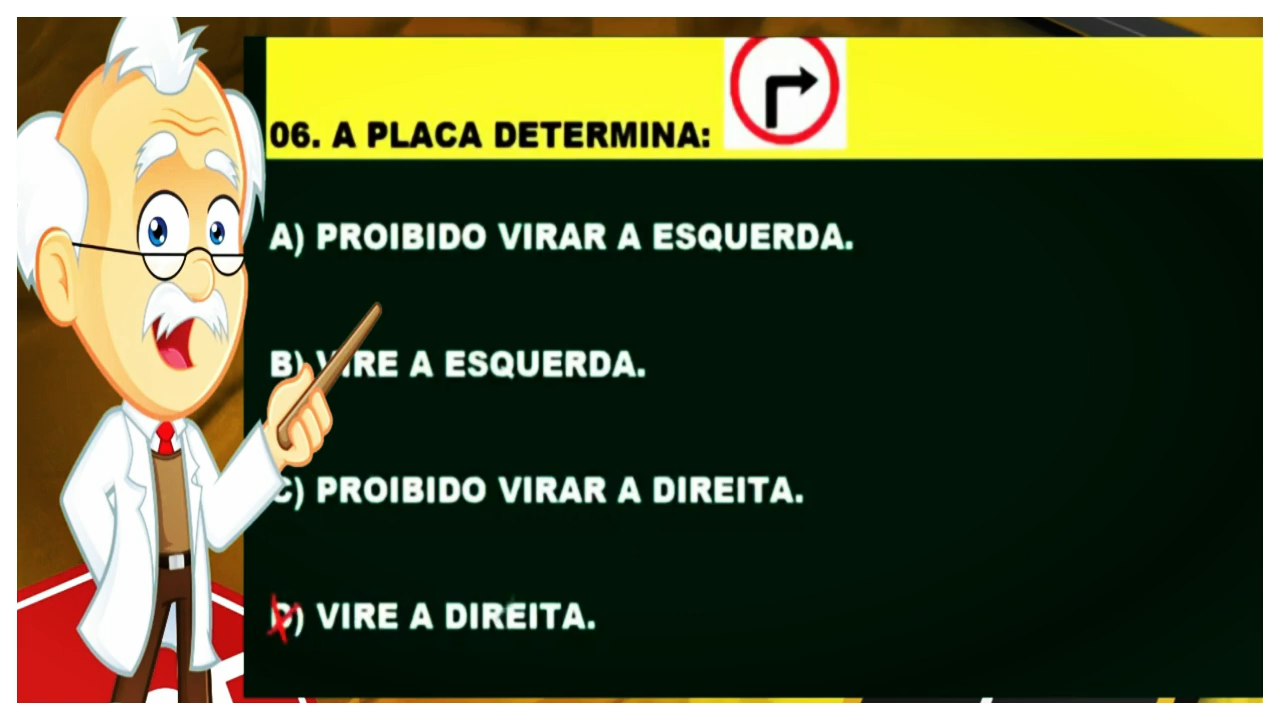 06. A PLACA DETERMINA:
A) PROIBIDO VIRAR A ESQUERDA.
B) VIRE A ESQUERDA.
C) PROIBIDO VIRAR A DIREITA.
D) VIRE A DIREITA.